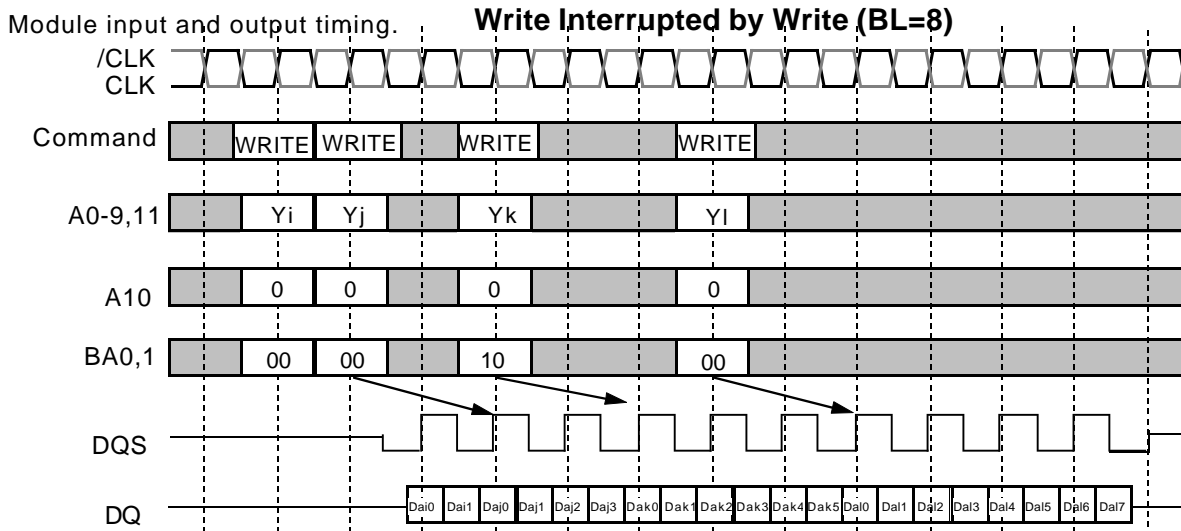 Module input and output timing.
Write Interrupted by Write (BL=8)
/CLK
CLK
Command WRITE WRITE WRITE WRITE
A0-9,11 Yi Yj Yk Yl
A10 0 0 0 0
BA0,1 00 00 10 00
DQS
DQ Dai0 Dai1 Daj0 Daj1 Daj2 Daj3 Dak0 Dak1 Dak2 Dak3 Dak4 Dak5 Dal0 Dal1 Dal2 Dal3 Dal4 Dal5 Dal6 Dal7